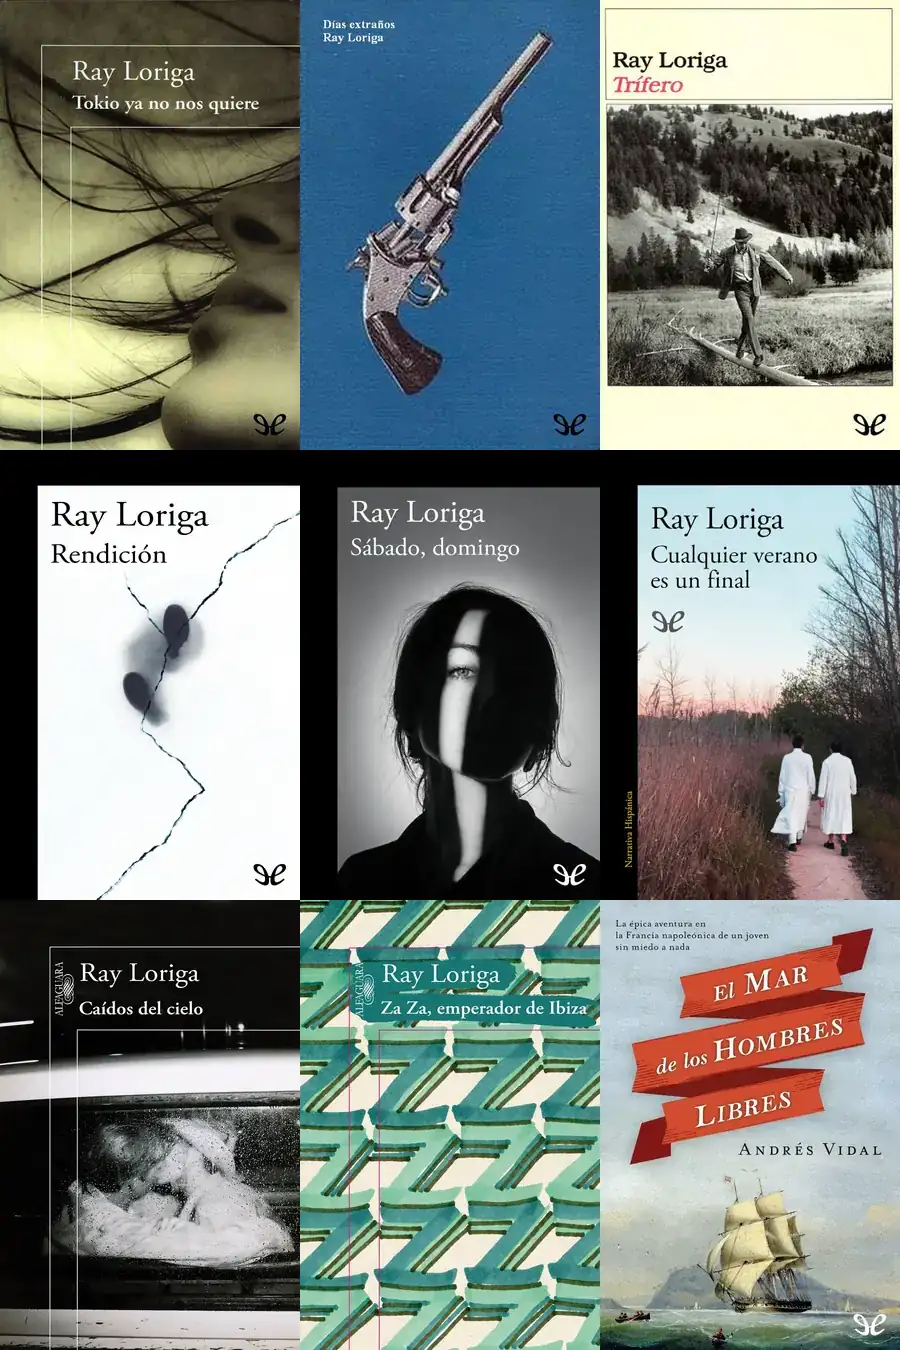 Ray Loriga
Tokio ya no nos quiere
Días extraños
Ray Loriga
Ray Loriga
Trífero
Ray Loriga
Rendición
Ray Loriga
Sábado, domingo
Ray Loriga
Cualquier verano
es un final
Narrativa Hispánica
ALFAGUARA
Ray Loriga
Caídos del cielo
ALFAGUARA
Ray Loriga
Za Za, emperador de Ibiza
La épica aventura en
la Francia napoleónica de un joven
sin miedo a nada
El Mar
de los Hombres
Libres
Andrés Vidal